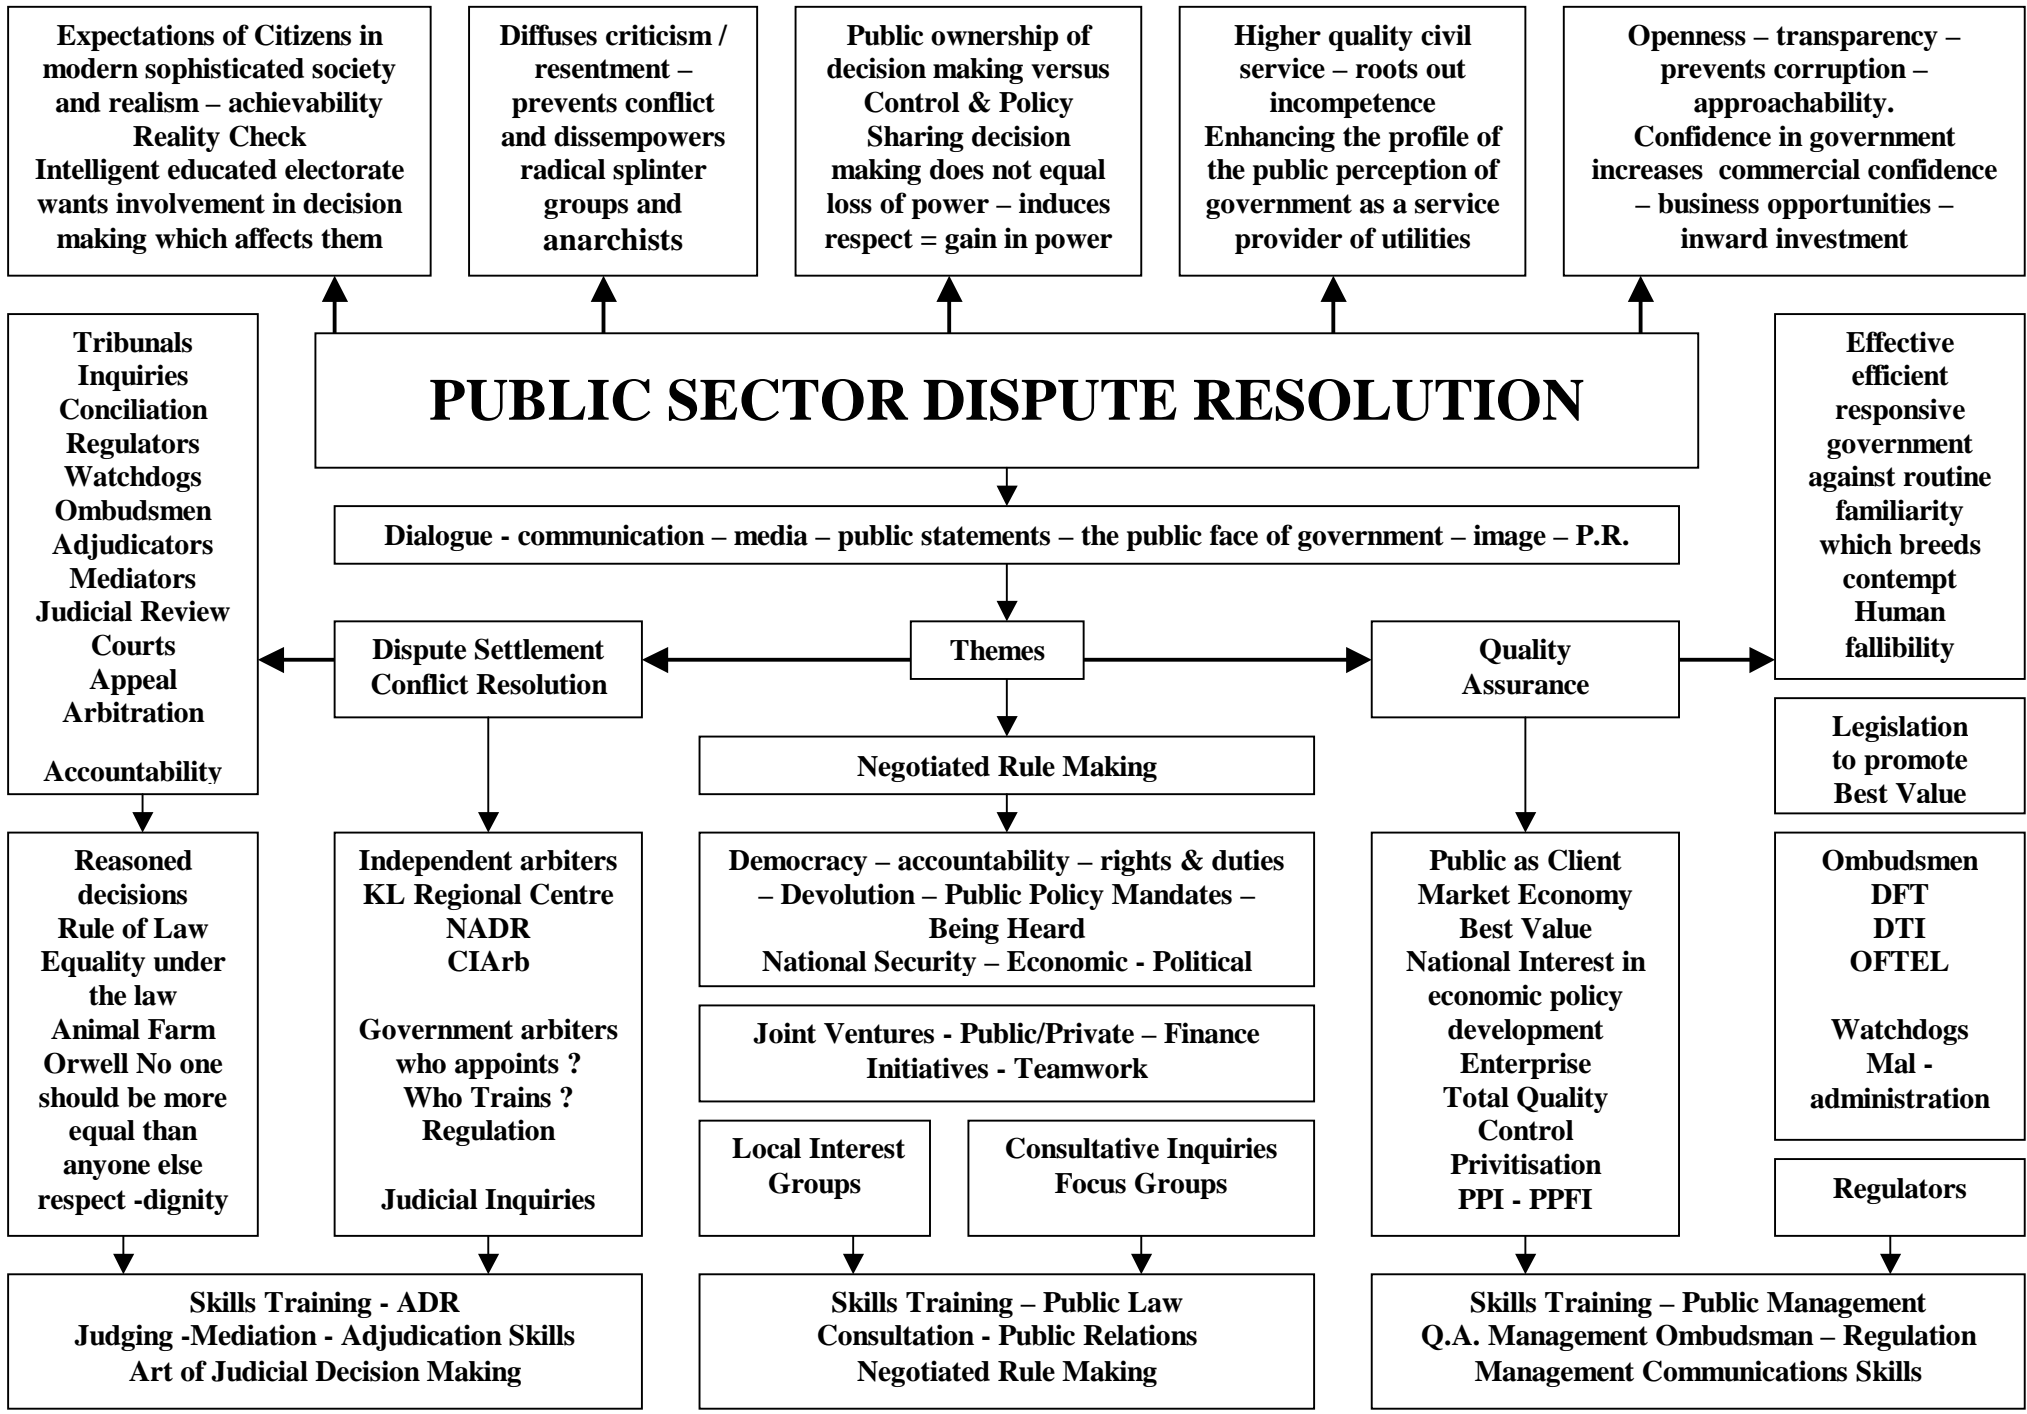 Expectations of Citizens in
modern sophisticated society
and realism – achievability
Reality Check
Intelligent educated electorate
wants involvement in decision
making which affects them
Diffuses criticism /
resentment –
prevents conflict
and dissempowers
radical splinter
groups and
anarchists
Public ownership of
decision making versus
Control & Policy
Sharing decision
making does not equal
loss of power – induces
respect = gain in power
Higher quality civil
service – roots out
incompetence
Enhancing the profile of
the public perception of
government as a service
provider of utilities
Openness – transparency –
prevents corruption –
approachability.
Confidence in government
increases commercial confidence
– business opportunities –
inward investment
Tribunals
Inquiries
Conciliation
Regulators
Watchdogs
Ombudsmen
Adjudicators
Mediators
Judicial Review
Courts
Appeal
Arbitration
Accountability
PUBLIC SECTOR DISPUTE RESOLUTION
Effective
efficient
responsive
government
against routine
familiarity
which breeds
contempt
Human
fallibility
Dialogue - communication – media – public statements – the public face of government – image – P.R.
Dispute Settlement
Conflict Resolution
Themes
Quality
Assurance
Legislation
to promote
Best Value
Negotiated Rule Making
Reasoned
decisions
Rule of Law
Equality under
the law
Animal Farm
Orwell No one
should be more
equal than
anyone else
respect -dignity
Independent arbiters
KL Regional Centre
NADR
CIArb
Government arbiters
who appoints ?
Who Trains ?
Regulation
Judicial Inquiries
Democracy – accountability – rights & duties
– Devolution – Public Policy Mandates –
Being Heard
National Security – Economic - Political
Joint Ventures - Public/Private – Finance
Initiatives - Teamwork
Local Interest
Groups
Consultative Inquiries
Focus Groups
Public as Client
Market Economy
Best Value
National Interest in
economic policy
development
Enterprise
Total Quality
Control
Privitisation
PPI - PPFI
Ombudsmen
DFT
DTI
OFTEL
Watchdogs
Mal -
administration
Regulators
Skills Training - ADR
Judging -Mediation - Adjudication Skills
Art of Judicial Decision Making
Skills Training – Public Law
Consultation - Public Relations
Negotiated Rule Making
Skills Training – Public Management
Q.A. Management Ombudsman – Regulation
Management Communications Skills